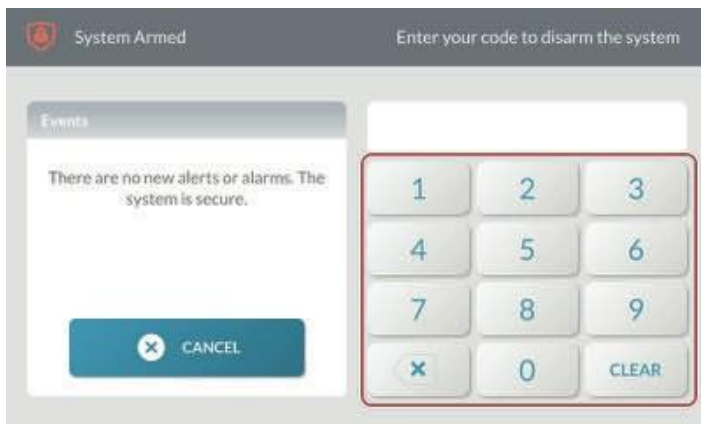 System Armed
Enter your code to disarm the system
Events
There are no new alerts or alarms. The
system is secure.
CANCEL
1 2 3
4 5 6
7 8 9
0 CLEAR